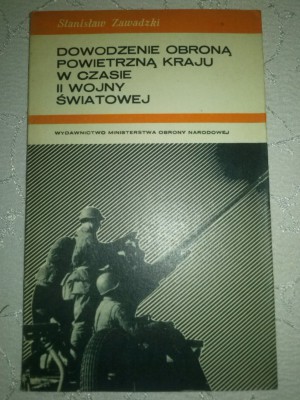 Stanisław Zawadzki
DOWODZENIE OBRONĄ
POWIETRZNĄ KRAJU
W CZASIE
II WOJNY
ŚWIATOWEJ
WYDAWNICTWO MINISTERSTWA OBRONY NARODOWEJ